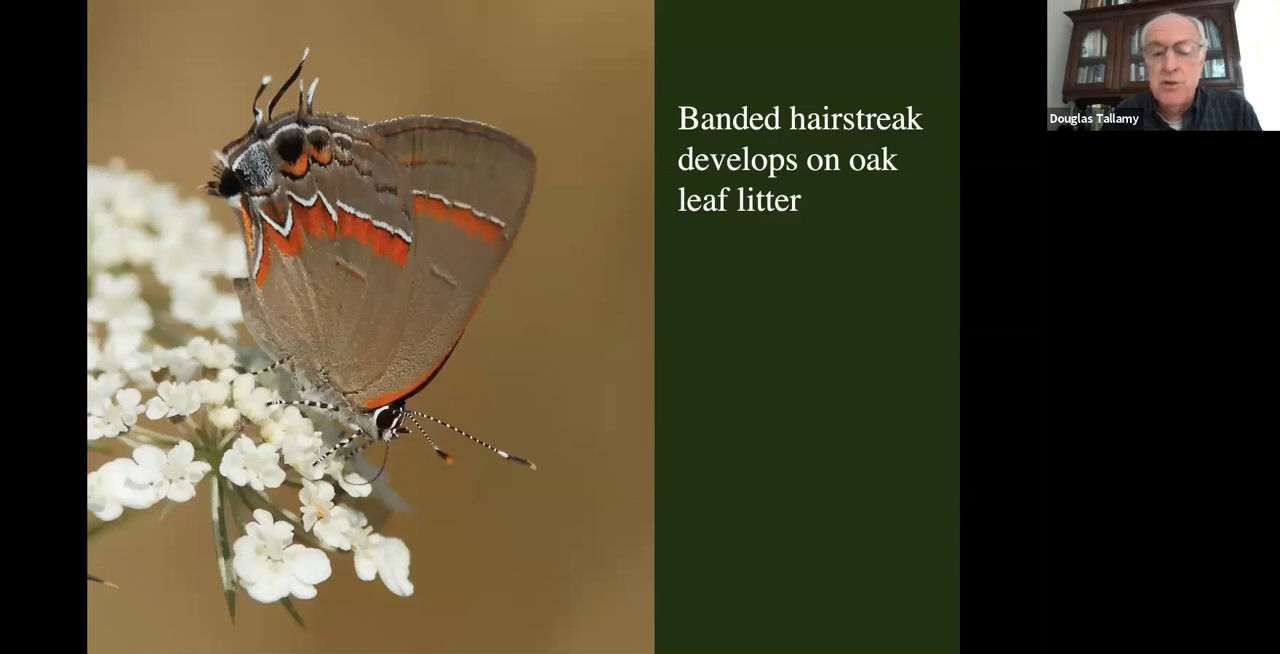 Banded hairstreak
develops on oak
leaf litter
Douglas Tallamy